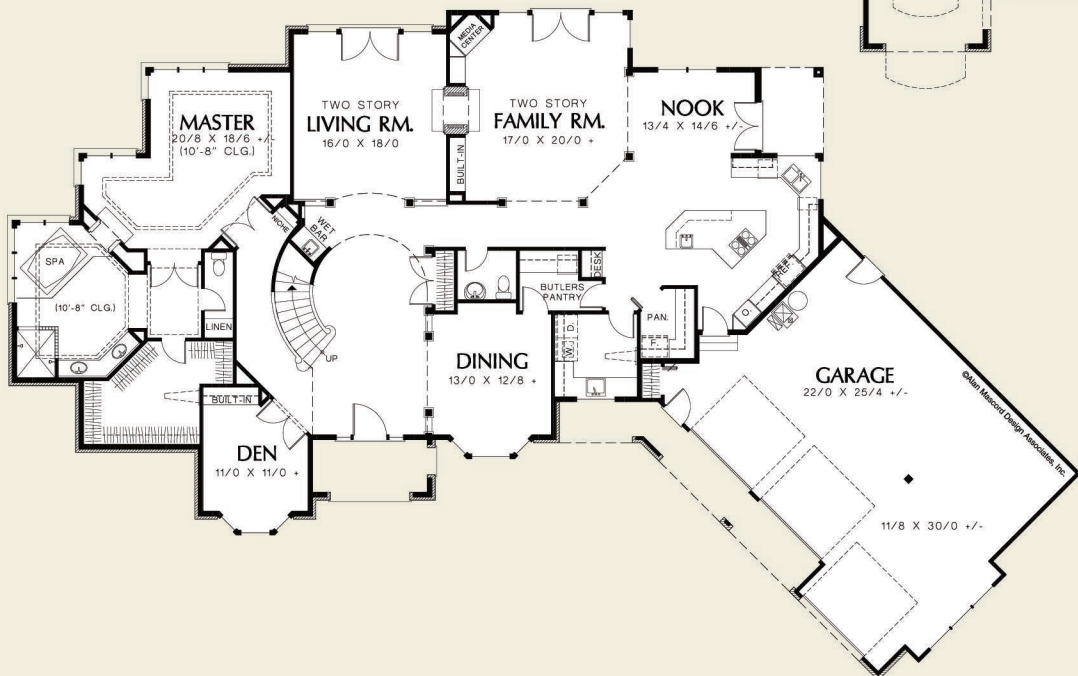 MEDIA
CENTER
TWO STORY
LIVING RM.
16/0 X 18/0
TWO STORY
FAMILY RM.
17/0 X 20/0 +
BUILT-IN
NOOK
13/4 X 14/6 +/-
MASTER
20/8 X 18/6 +/-
(10'-8" CLG.)
NICHE
WET
BAR
SPA
(10'-8" CLG.)
LINEN
UP
DESK
BUTLERS
PANTRY
REF.
O.
PAN.
F.
W.
D.
DINING
13/0 X 12/8 +
BUILT-IN
DEN
11/0 X 11/0 +
GARAGE
22/0 X 25/4 +/-
11/8 X 30/0 +/-
©Alan Mascord Design Associates, Inc.